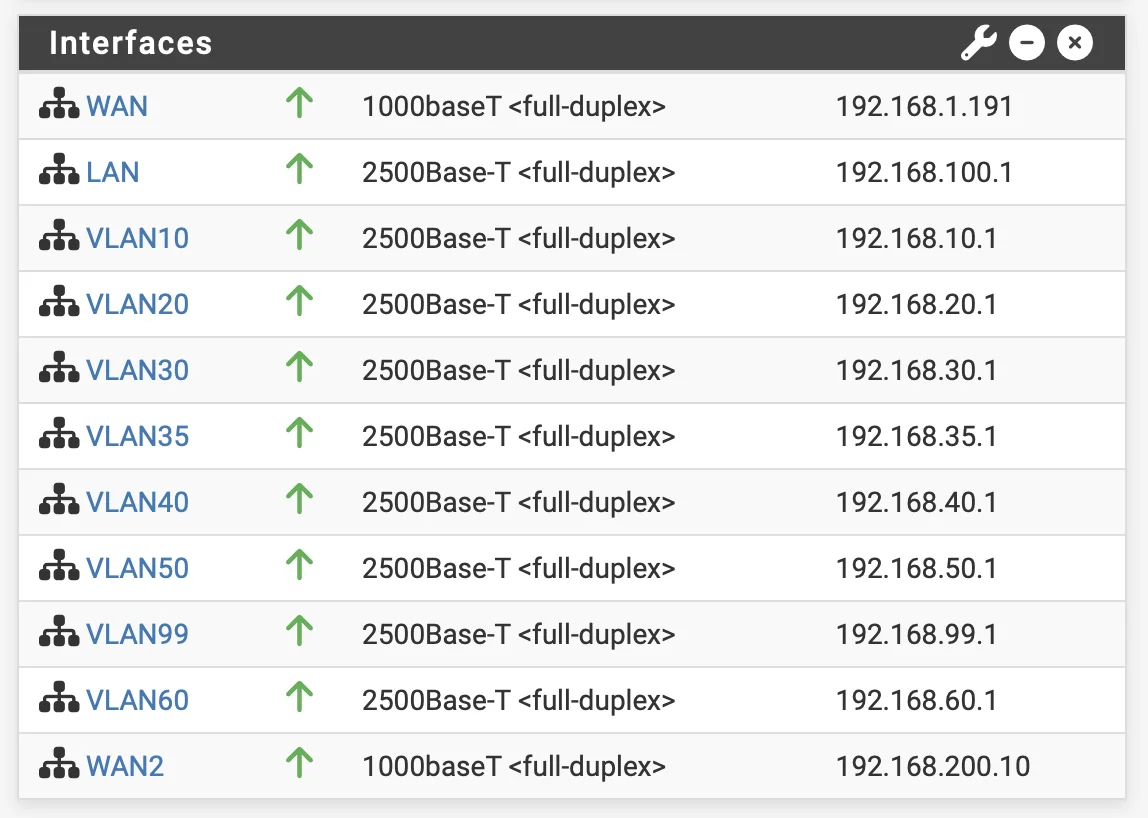 Interfaces
WAN 1000baseT <full-duplex> 192.168.1.191
LAN 2500Base-T <full-duplex> 192.168.100.1
VLAN10 2500Base-T <full-duplex> 192.168.10.1
VLAN20 2500Base-T <full-duplex> 192.168.20.1
VLAN30 2500Base-T <full-duplex> 192.168.30.1
VLAN35 2500Base-T <full-duplex> 192.168.35.1
VLAN40 2500Base-T <full-duplex> 192.168.40.1
VLAN50 2500Base-T <full-duplex> 192.168.50.1
VLAN99 2500Base-T <full-duplex> 192.168.99.1
VLAN60 2500Base-T <full-duplex> 192.168.60.1
WAN2 1000baseT <full-duplex> 192.168.200.10